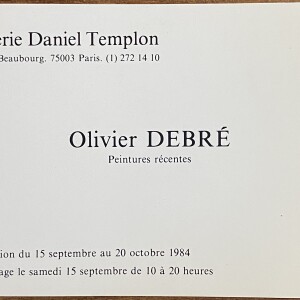 erie Daniel Templon
Beaubourg. 75003 Paris. (1) 272 14 10
Olivier DEBRÉ
Peintures récentes
ion du 15 septembre au 20 octobre 1984
age le samedi 15 septembre de 10 à 20 heures